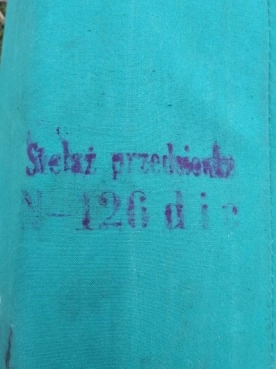 Stelaż przedsionka
N-126 d i c